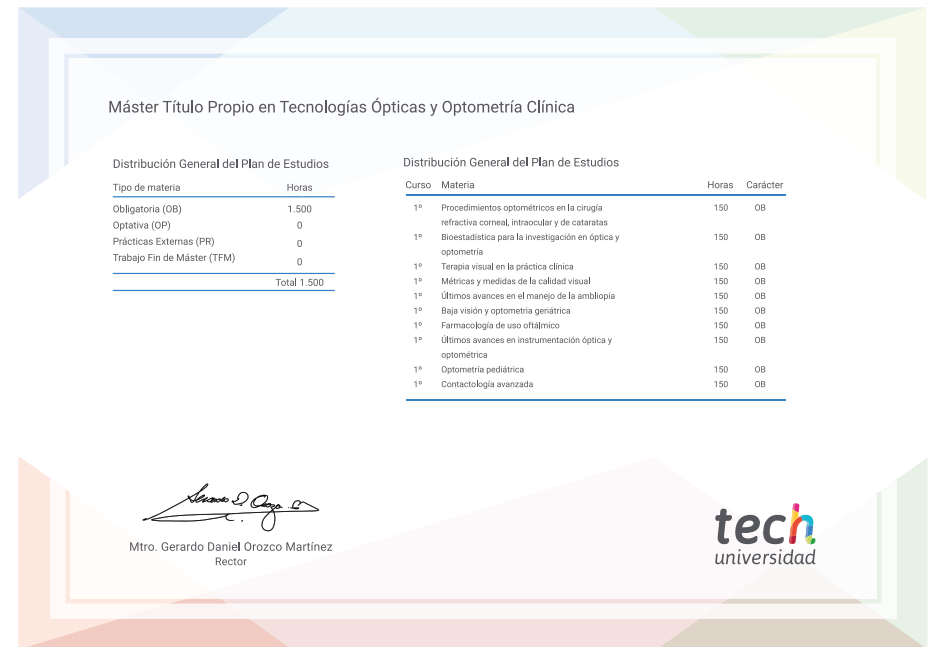 Máster Título Propio en Tecnologías Ópticas y Optometría Clínica
Distribución General del Plan de Estudios
Tipo de materia Horas
Obligatoria (OB) 1.500
Optativa (OP) 0
Prácticas Externas (PR) 0
Trabajo Fin de Máster (TFM) 0
Total 1.500
Distribución General del Plan de Estudios
Curso Materia Horas Carácter
1º Procedimientos optométricos en la cirugía 150 OB
refractiva corneal, intraocular y de cataratas
1º Bioestadística para la investigación en óptica y 150 OB
optometría
1º Terapia visual en la práctica clínica 150 OB
1º Métricas y medidas de la calidad visual 150 OB
1º Últimos avances en el manejo de la ambliopía 150 OB
1º Baja visión y optometria geriátrica 150 OB
1º Farmacología de uso oftálmico 150 OB
1º Últimos avances en instrumentación óptica y 150 OB
optométrica
1º Optometría pediátrica 150 OB
1º Contactología avanzada 150 OB
Mtro. Gerardo Daniel Orozco Martínez
Rector
tech
universidad